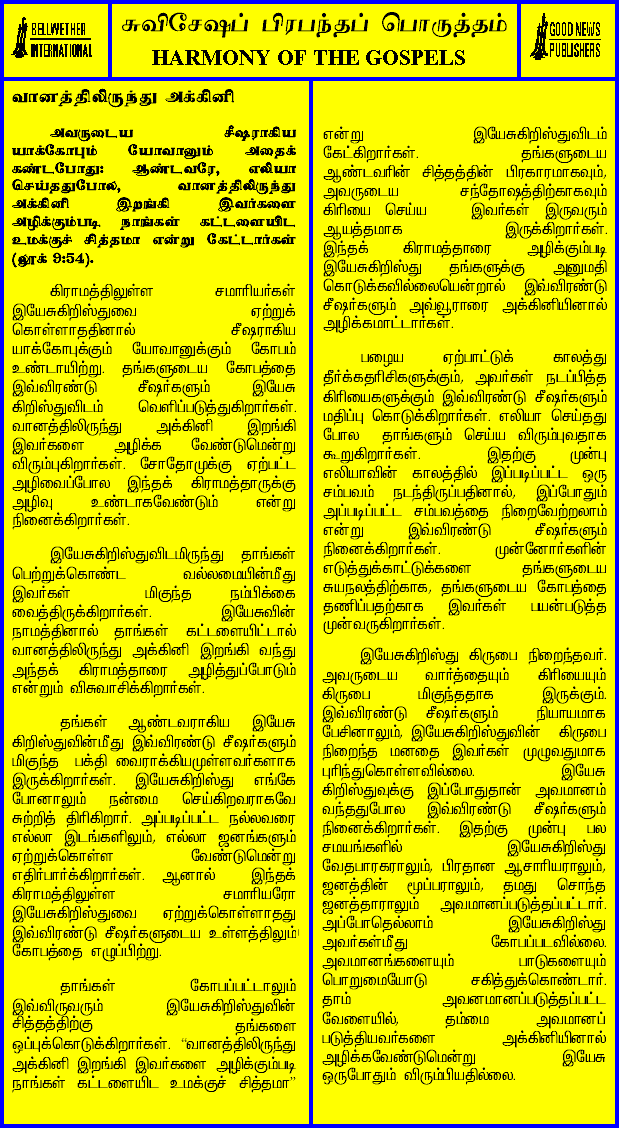 BELLWETHER
INTERNATIONAL
சுவிசேஷப் பிரபந்தப் பொருத்தம்
HARMONY OF THE GOSPELS
GOOD NEWS
PUBLISHERS
வானத்திலிருந்து அக்கினி
அவருடைய சீஷராகிய
யாக்கோபும் யோவானும் அதைக்
கண்டபோது: ஆண்டவரே, எலியா
செய்ததுபோல, வானத்திலிருந்து
அக்கினி இறங்கி இவர்களை
அழிக்கும்படி நாங்கள் கட்டளையிட
உமக்குச் சித்தமா என்று கேட்டார்கள்
(லூக் 9:54).
கிராமத்திலுள்ள சமாரியர்கள்
இயேசுகிறிஸ்துவை ஏற்றுக்
கொள்ளாததினால் சீஷராகிய
யாக்கோபுக்கும் யோவானுக்கும் கோபம்
உண்டாயிற்று. தங்களுடைய கோபத்தை
இவ்விரண்டு சீஷர்களும் இயேசு
கிறிஸ்துவிடம் வெளிப்படுத்துகிறார்கள்.
வானத்திலிருந்து அக்கினி இறங்கி
இவர்களை அழிக்க வேண்டுமென்று
விரும்புகிறார்கள். சோதோமுக்கு ஏற்பட்ட
அழிவைப்போல இந்தக் கிராமத்தாருக்கு
அழிவு உண்டாகவேண்டும் என்று
நினைக்கிறார்கள்.
இயேசுகிறிஸ்துவிடமிருந்து தாங்கள்
பெற்றுக்கொண்ட வல்லமையின்மீது
இவர்கள் மிகுந்த நம்பிக்கை
வைத்திருக்கிறார்கள். இயேசுவின்
நாமத்தினால் தாங்கள் கட்டளையிட்டால்
வானத்திலிருந்து அக்கினி இறங்கி வந்து
அந்தக் கிராமத்தாரை அழித்துப்போடும்
என்றும் விசுவாசிக்கிறார்கள்.
தங்கள் ஆண்டவராகிய இயேசு
கிறிஸ்துவின்மீது இவ்விரண்டு சீஷர்களும்
மிகுந்த பக்தி வைராக்கியமுள்ளவர்களாக
இருக்கிறார்கள். இயேசுகிறிஸ்து எங்கே
போனாலும் நன்மை செய்கிறவராகவே
சுற்றித் திரிகிறார். அப்படிப்பட்ட நல்லவரை
எல்லா இடங்களிலும், எல்லா ஜனங்களும்
ஏற்றுக்கொள்ள வேண்டுமென்று
எதிர்பார்க்கிறார்கள். ஆனால் இந்தக்
கிராமத்திலுள்ள சமாரியரோ
இயேசுகிறிஸ்துவை ஏற்றுக்கொள்ளாதது
இவ்விரண்டு சீஷர்களுடைய உள்ளத்திலும்
கோபத்தை எழுப்பிற்று.
தாங்கள் கோபப்பட்டாலும்
இவ்விருவரும் இயேசுகிறிஸ்துவின்
சித்தத்திற்கு தங்களை
ஒப்புக்கொடுக்கிறார்கள். “வானத்திலிருந்து
அக்கினி இறங்கி இவர்களை அழிக்கும்படி
நாங்கள் கட்டளையிட உமக்குச் சித்தமா”
என்று இயேசுகிறிஸ்துவிடம்
கேட்கிறார்கள். தங்களுடைய
ஆண்டவரின் சித்தத்தின் பிரகாரமாகவும்,
அவருடைய சந்தோஷத்திற்காகவும்
கிரியை செய்ய இவர்கள் இருவரும்
ஆயத்தமாக இருக்கிறார்கள்.
இந்தக் கிராமத்தாரை அழிக்கும்படி
இயேசுகிறிஸ்து தங்களுக்கு அனுமதி
கொடுக்கவில்லையென்றால் இவ்விரண்டு
சீஷர்களும் அவ்வூராரை அக்கினியினால்
அழிக்கமாட்டார்கள்.
பழைய ஏற்பாட்டுக் காலத்து
தீர்க்கதரிசிகளுக்கும், அவர்கள் நடப்பித்த
கிரியைகளுக்கும் இவ்விரண்டு சீஷர்களும்
மதிப்பு கொடுக்கிறார்கள். எலியா செய்தது
போல தாங்களும் செய்ய விரும்புவதாக
கூறுகிறார்கள். இதற்கு முன்பு
எலியாவின் காலத்தில் இப்படிப்பட்ட ஒரு
சம்பவம் நடந்திருப்பதினால், இப்போதும்
அப்படிப்பட்ட சம்பவத்தை நிறைவேற்றலாம்
என்று இவ்விரண்டு சீஷர்களும்
நினைக்கிறார்கள். முன்னோர்களின்
எடுத்துக்காட்டுக்களை தங்களுடைய
சுயநலத்திற்காக, தங்களுடைய கோபத்தை
தணிப்பதற்காக இவர்கள் பயன்படுத்த
முன்வருகிறார்கள்.
இயேசுகிறிஸ்து கிருபை நிறைந்தவர்.
அவருடைய வார்த்தையும் கிரியையும்
கிருபை மிகுந்ததாக இருக்கும்.
இவ்விரண்டு சீஷர்களும் நியாயமாக
பேசினாலும், இயேசுகிறிஸ்துவின் கிருபை
நிறைந்த மனதை இவர்கள் முழுவதுமாக
புரிந்துகொள்ளவில்லை. இயேசு
கிறிஸ்துவுக்கு இப்போதுதான் அவமானம்
வந்ததுபோல இவ்விரண்டு சீஷர்களும்
நினைக்கிறார்கள். இதற்கு முன்பு பல
சமயங்களில் இயேசுகிறிஸ்து
வேதபாரகராலும், பிரதான ஆசாரியராலும்,
ஜனத்தின் மூப்பராலும், தமது சொந்த
ஜனத்தாராலும் அவமானப்படுத்தப்பட்டார்.
அப்போதெல்லாம் இயேசுகிறிஸ்து
அவர்கள்மீது கோபப்படவில்லை.
அவமானங்களையும் பாடுகளையும்
பொறுமையோடு சகித்துக்கொண்டார்.
தாம் அவனமானப்படுத்தப்பட்ட
வேளையில், தம்மை அவமானப்
படுத்தியவர்களை அக்கினியினால்
அழிக்கவேண்டுமென்று இயேசு
ஒருபோதும் விரும்பியதில்லை.